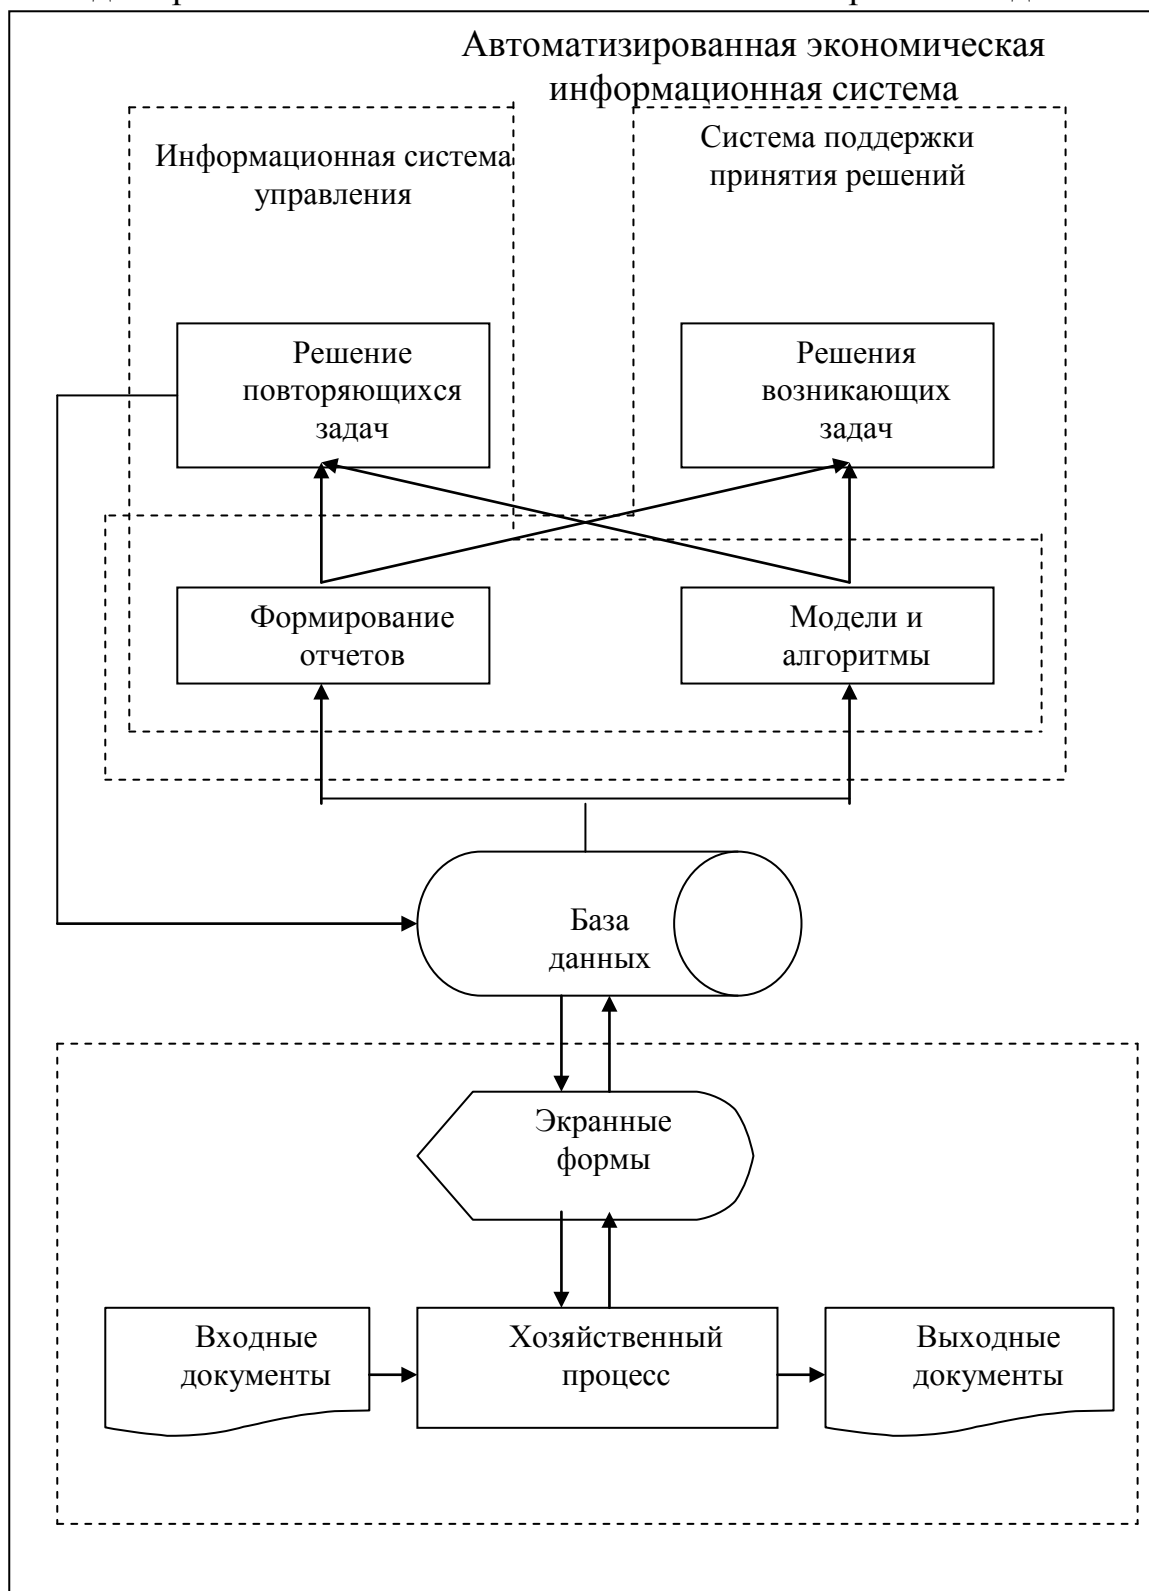 Автоматизированная экономическая
информационная система
Информационная система
управления
Система поддержки
принятия решений
Решение
повторяющихся
задач
Решения
возникающих
задач
Формирование
отчетов
Модели и
алгоритмы
База
данных
Экранные
формы
Входные
документы
Хозяйственный
процесс
Выходные
документы